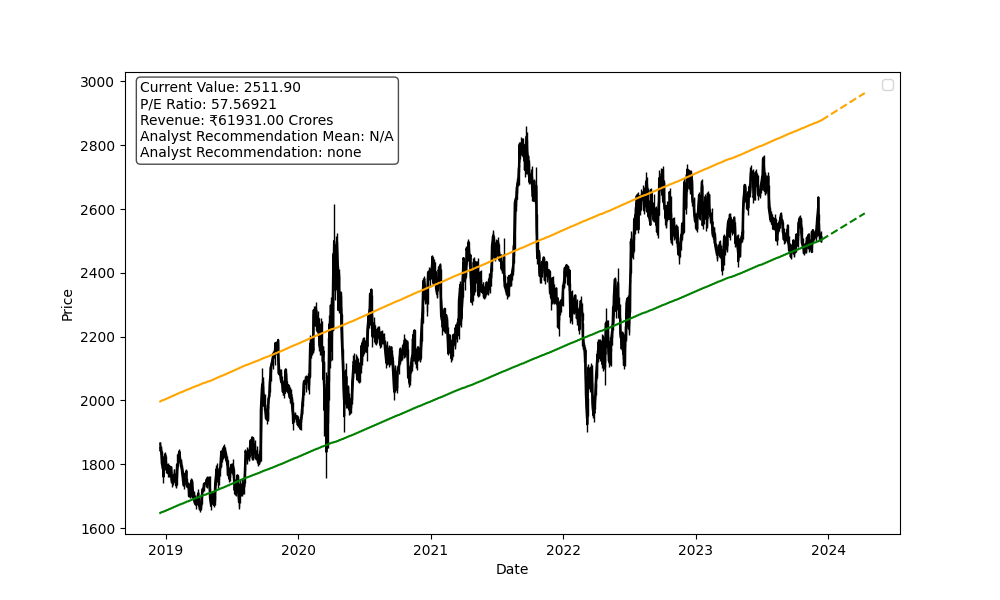 Current Value: 2511.90
P/E Ratio: 57.56921
Revenue: ₹61931.00 Crores
Analyst Recommendation Mean: N/A
Analyst Recommendation: none
3000
2800
2600
2400
2200
2000
1800
1600
Price
2019 2020 2021 2022 2023 2024
Date